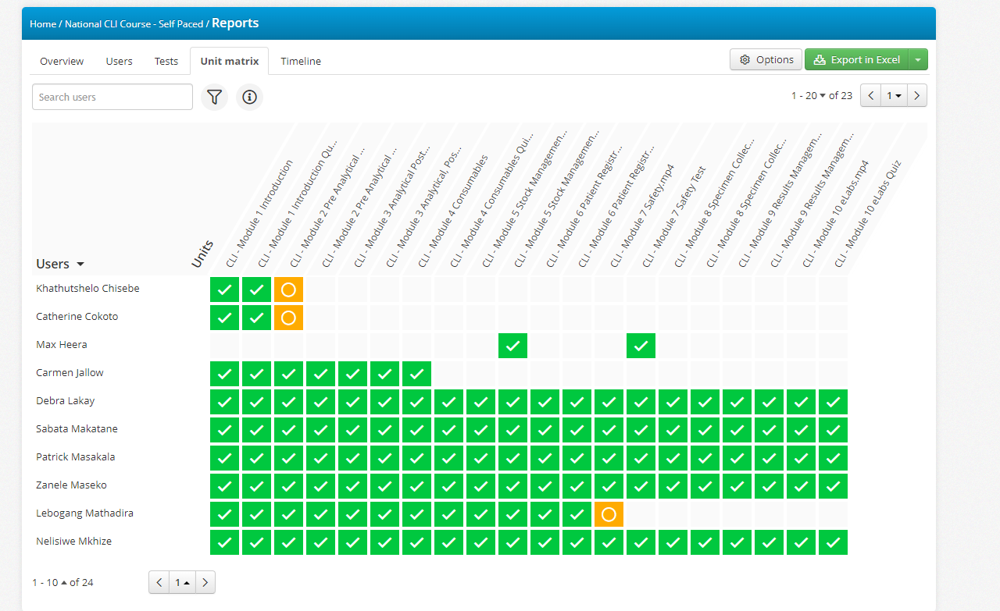 Home / National CLI Course - Self Paced / Reports
Overview Users Tests Unit matrix Timeline Options Export in Excel
Search users 1 - 20 of 23 1
Users
Units
CLI - Module 1 Introduction
CLI - Module 1 Introduction Qu...
CLI - Module 2 Pre Analytical ...
CLI - Module 2 Pre Analytical ...
CLI - Module 3 Analytical Post...
CLI - Module 3 Analytical, Pos...
CLI - Module 4 Consumables
CLI - Module 4 Consumables Qui...
CLI - Module 5 Stock Managemen...
CLI - Module 5 Stock Managemen...
CLI - Module 6 Patient Registr...
CLI - Module 6 Patient Registr...
CLI - Module 7 Safety.mp4
CLI - Module 7 Safety Test
CLI - Module 8 Specimen Collec...
CLI - Module 8 Specimen Collec...
CLI - Module 9 Results Managem...
CLI - Module 9 Results Managem...
CLI - Module 10 eLabs.mp4
CLI - Module 10 eLabs Quiz
Khathutshelo Chisebe
Catherine Cokoto
Max Heera
Carmen Jallow
Debra Lakay
Sabata Makatane
Patrick Masakala
Zanele Maseko
Lebogang Mathadira
Nelisiwe Mkhize
1 - 10 of 24 1